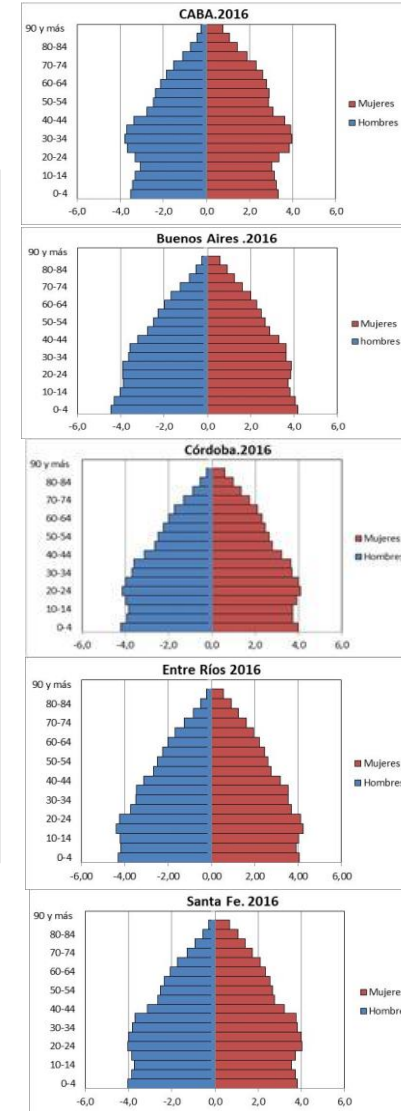 CABA.2016
90 y más
80-84
70-74
60-64
50-54
40-44
30-34
20-24
10-14
0-4
Mujeres
Hombres
-6,0 -4,0 -2,0 0,0 2,0 4,0 6,0
Buenos Aires .2016
90 y más
80-84
70-74
60-64
50-54
40-44
30-34
20-24
10-14
0-4
Mujeres
hombres
-6,0 -4,0 -2,0 0,0 2,0 4,0 6,0
Córdoba.2016
90 y más
80-84
70-74
60-64
50-54
40-44
30-34
20-24
10-14
0-4
Mujeres
Hombres
-6,0 -4,0 -2,0 0,0 2,0 4,0 6,0
Entre Ríos 2016
90 y más
80-84
70-74
60-64
50-54
40-44
30-34
20-24
10-14
0-4
Mujeres
Hombres
-6,00 -4,00 -2,00 0,00 2,00 4,00 6,00
Santa Fe. 2016
90 y más
80-84
70-74
60-64
50-54
40-44
30-34
20-24
10-14
0-4
Mujere
Hombre
-6,0 -4,0 -2,0 0,0 2,0 4,0 6,0